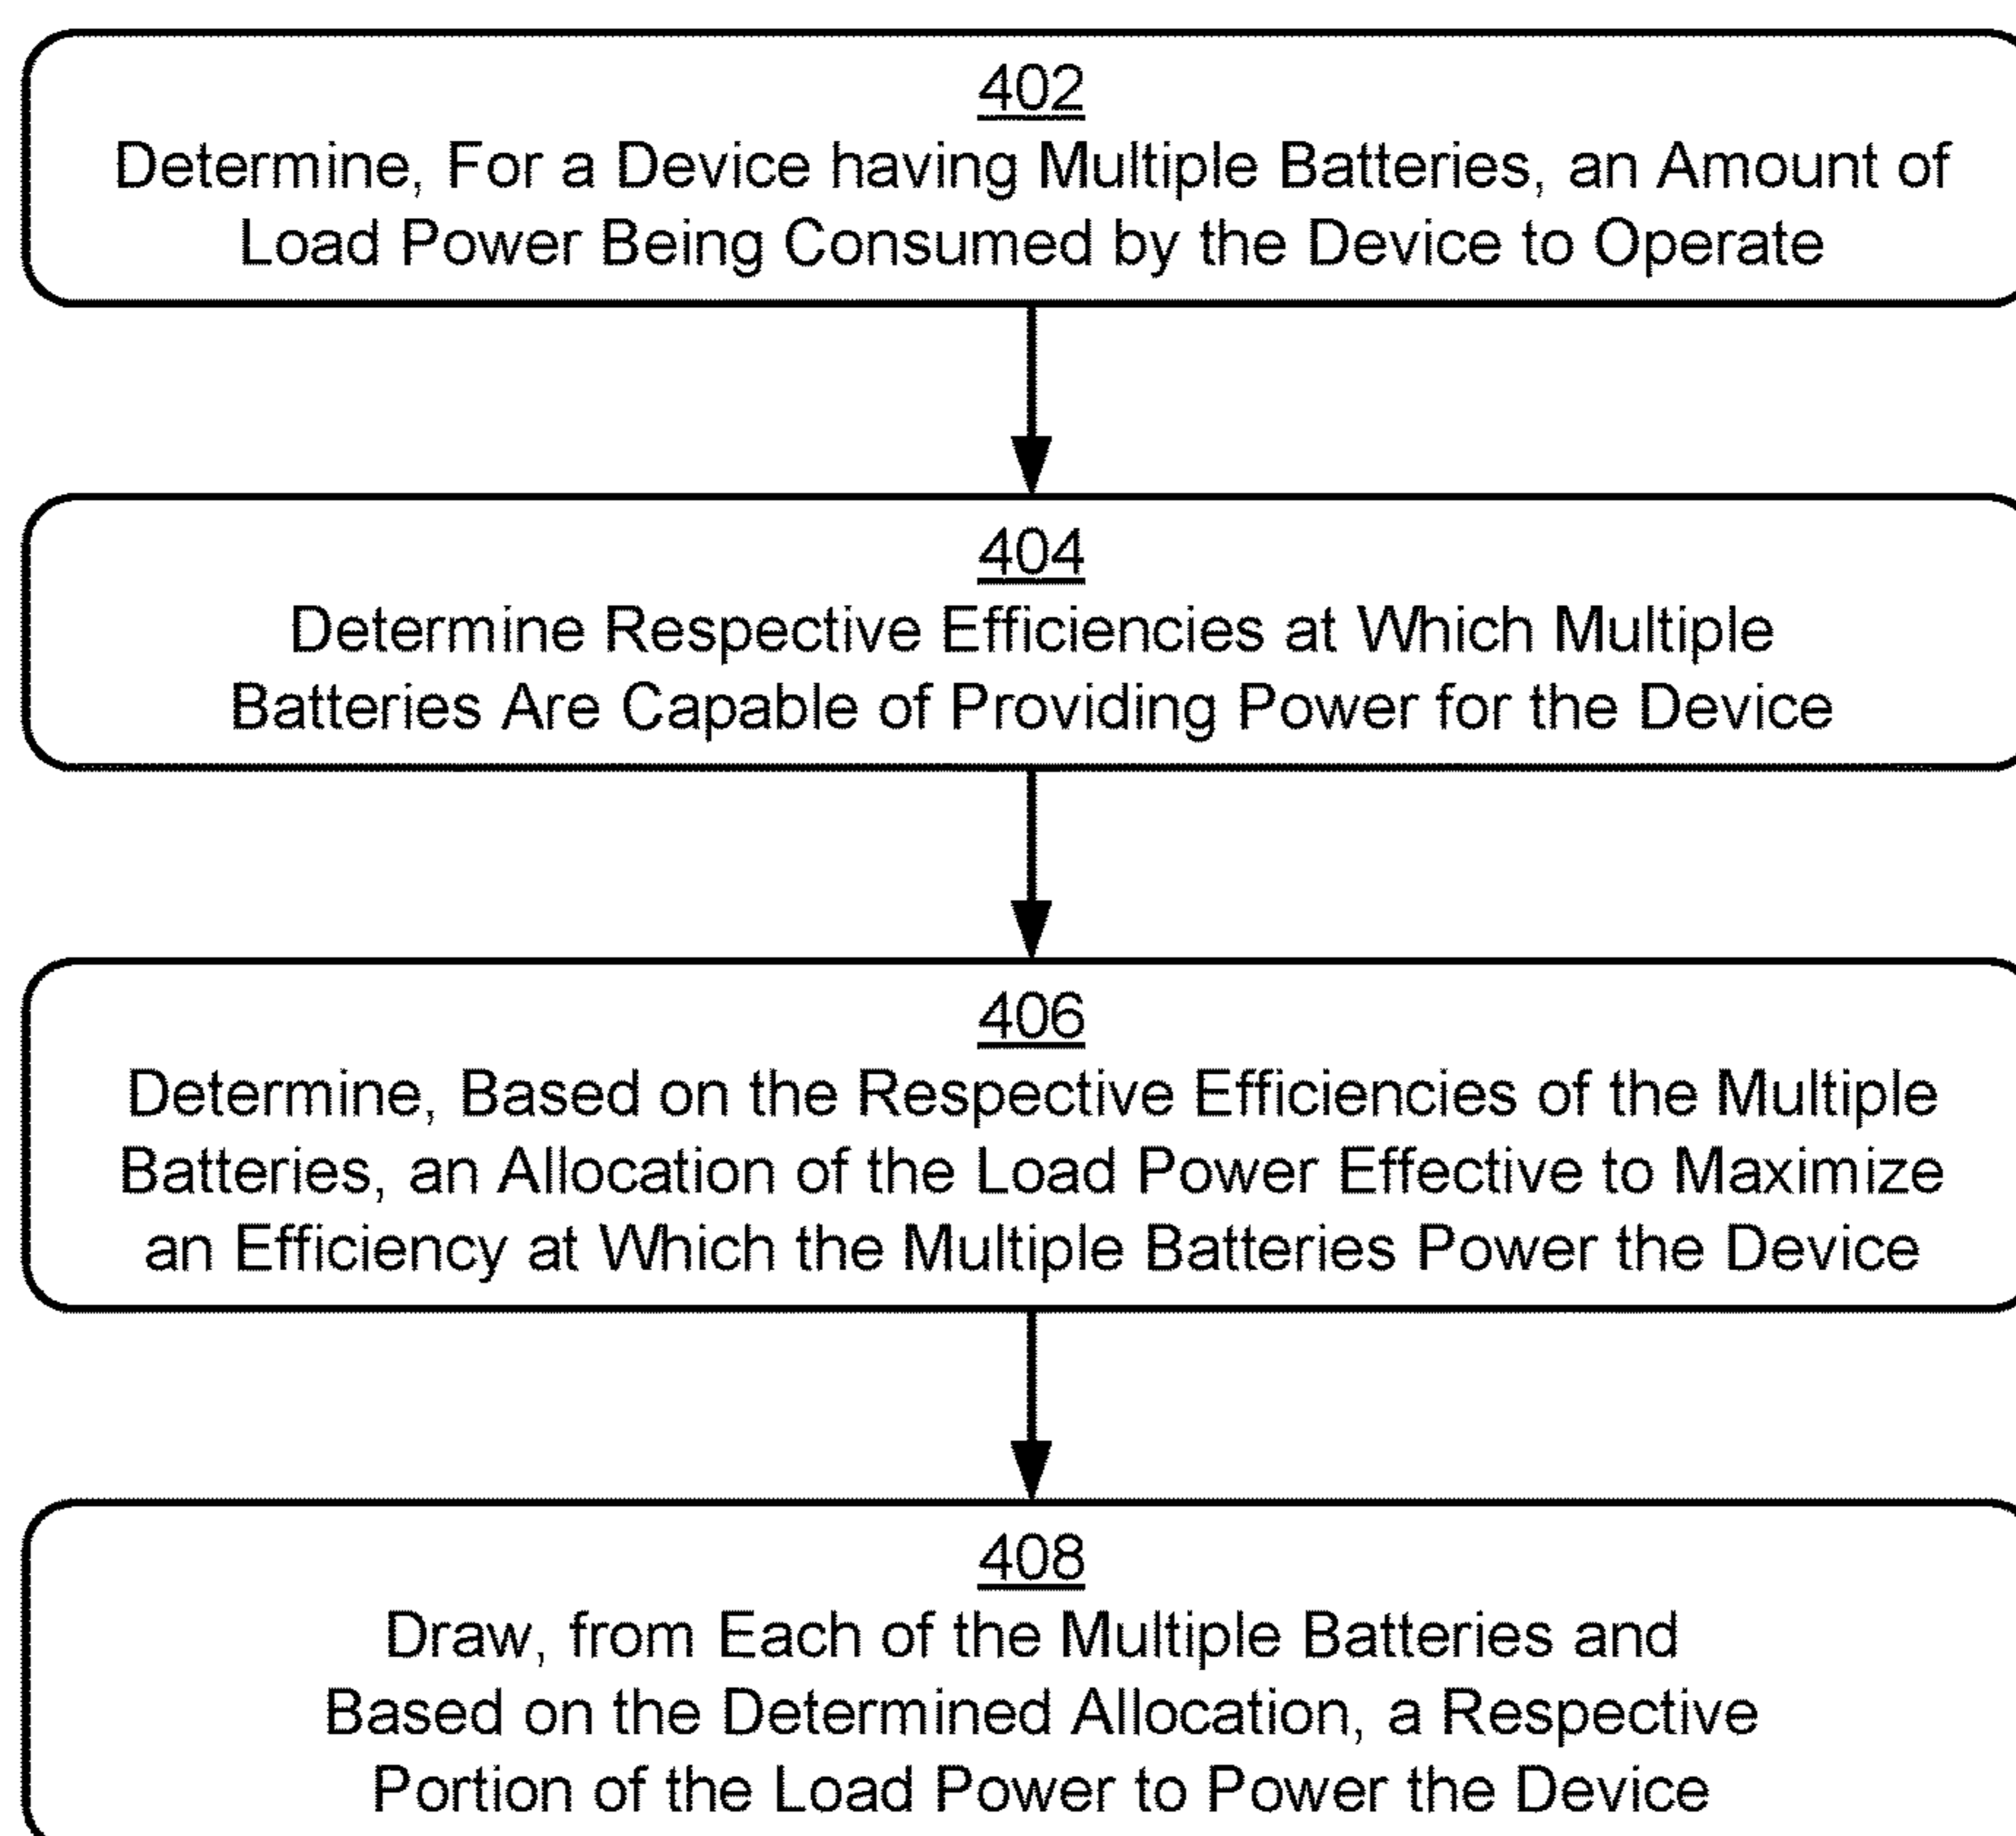 402
Determine, For a Device having Multiple Batteries, an Amount of
Load Power Being Consumed by the Device to Operate
404
Determine Respective Efficiencies at Which Multiple
Batteries Are Capable of Providing Power for the Device
406
Determine, Based on the Respective Efficiencies of the Multiple
Batteries, an Allocation of the Load Power Effective to Maximize
an Efficiency at Which the Multiple Batteries Power the Device
408
Draw, from Each of the Multiple Batteries and
Based on the Determined Allocation, a Respective
Portion of the Load Power to Power the Device